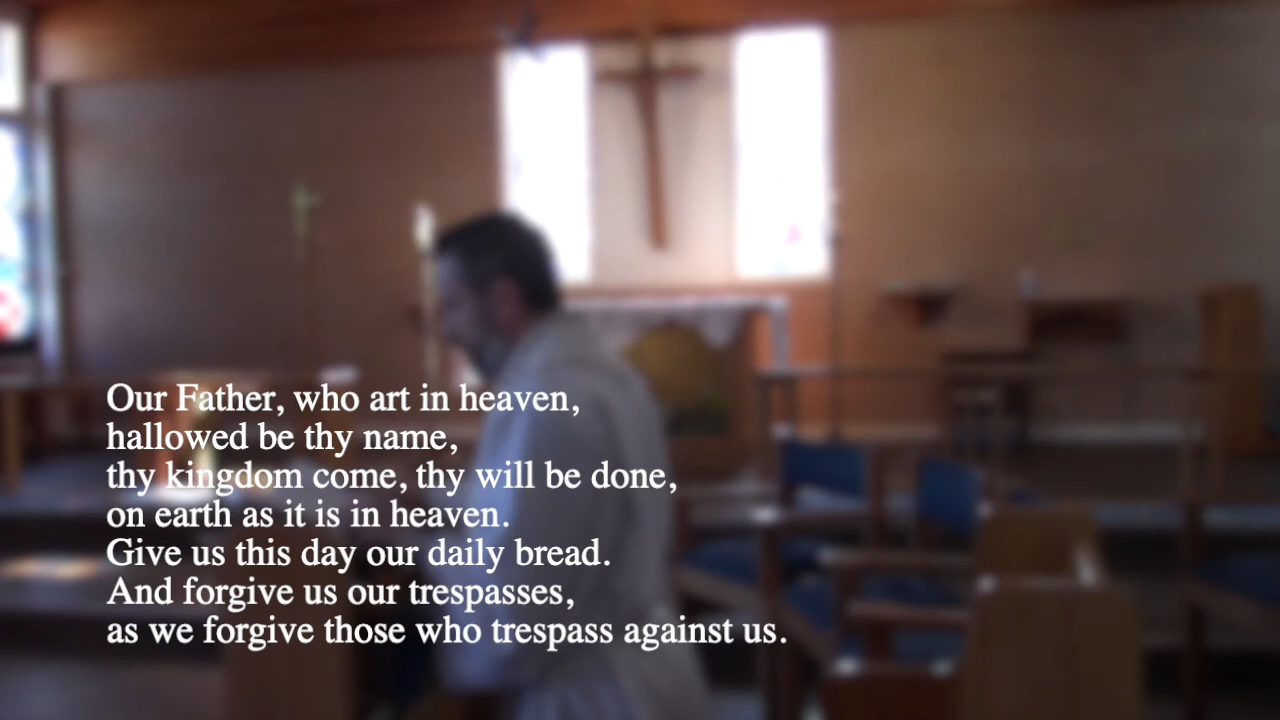 Our Father, who art in heaven,
hallowed be thy name,
thy kingdom come, thy will be done,
on earth as it is in heaven.
Give us this day our daily bread.
And forgive us our trespasses,
as we forgive those who trespass against us.